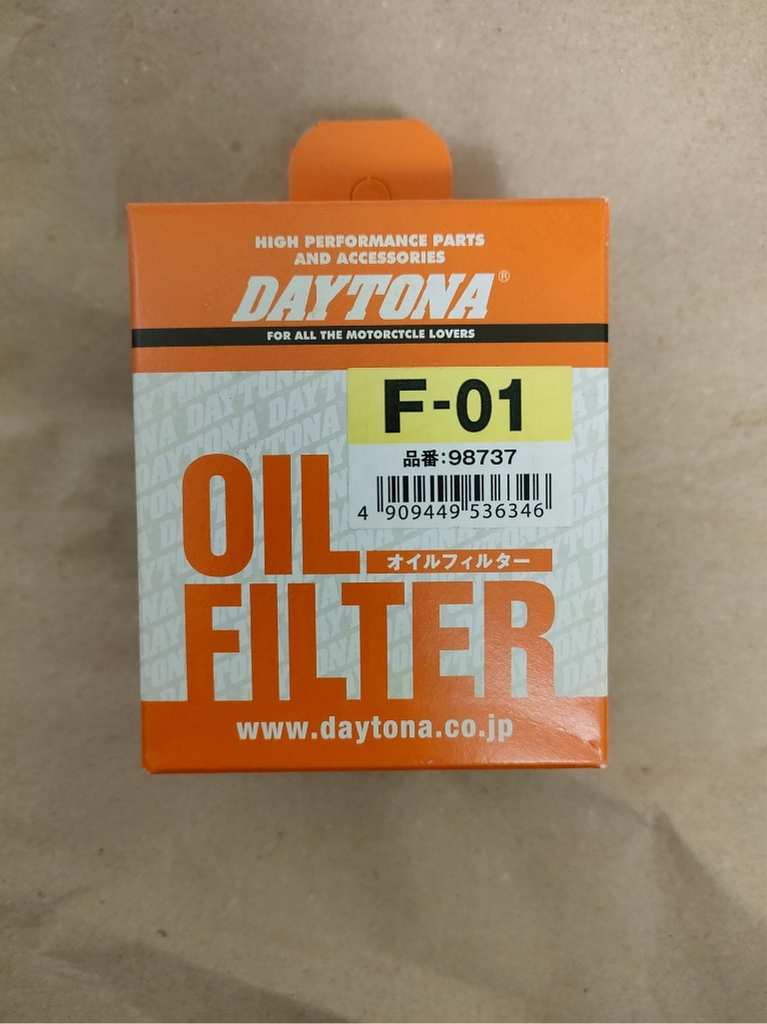 HIGH PERFORMANCE PARTS
AND ACCESSORIES
DAYTONA®
FOR ALL THE MOTORCTCLE LOVERS
F-01
品番:98737
4 909449 536346
OIL
オイルフィルター
FILTER
www.daytona.co.jp